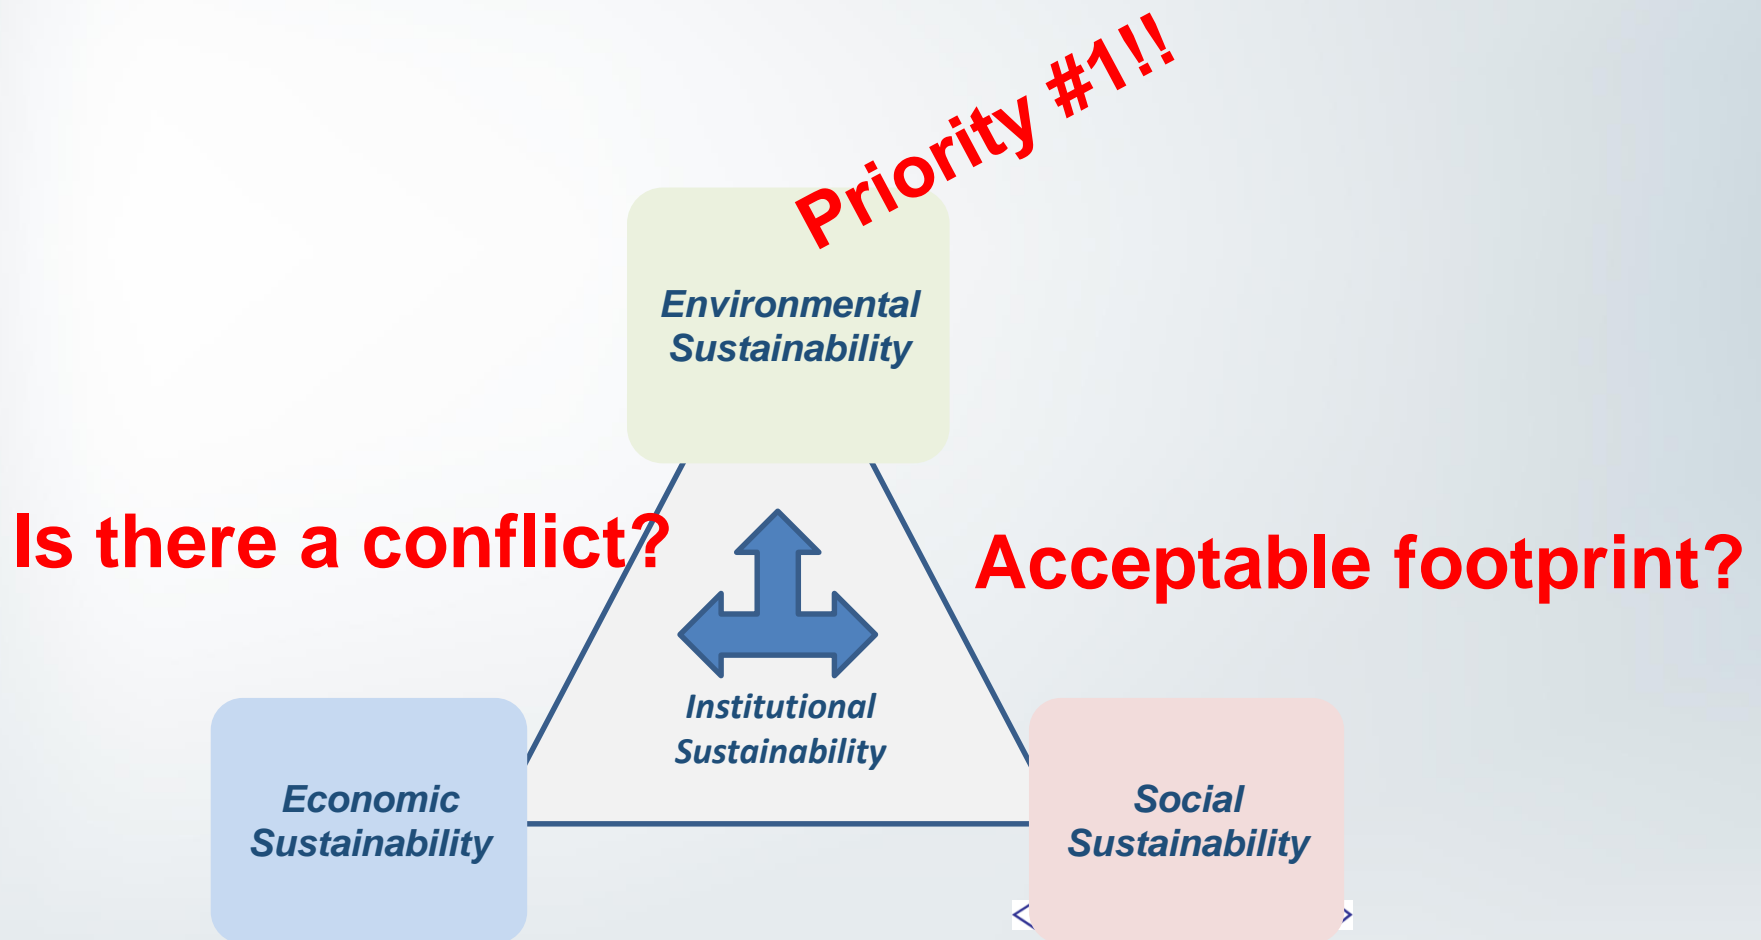 Priority #1!!
Environmental
Sustainability
Is there a conflict?
Acceptable footprint?
Institutional
Sustainability
Economic
Sustainability
Social
Sustainability